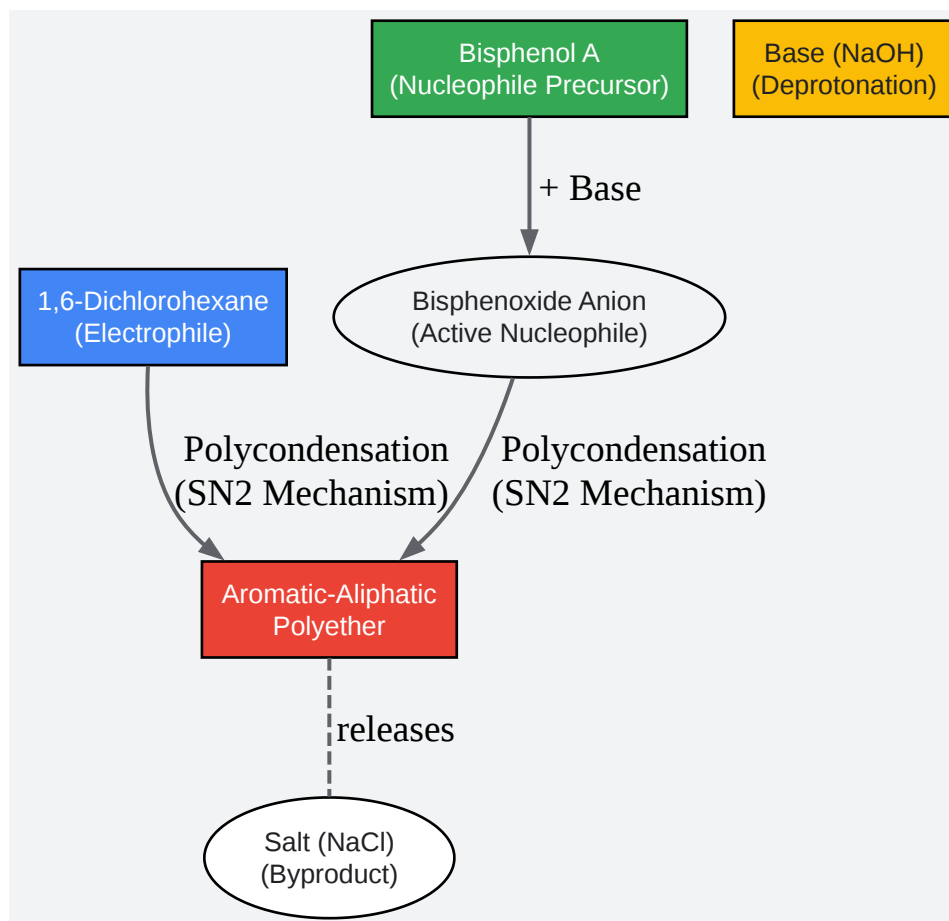 Bisphenol A
(Nucleophile Precursor)
Base (NaOH)
(Deprotonation)
+ Base
1,6-Dichlorohexane
(Electrophile)
Bisphenoxide Anion
(Active Nucleophile)
Polycondensation
(SN2 Mechanism)
Polycondensation
(SN2 Mechanism)
Aromatic-Aliphatic
Polyether
releases
Salt (NaCl)
(Byproduct)